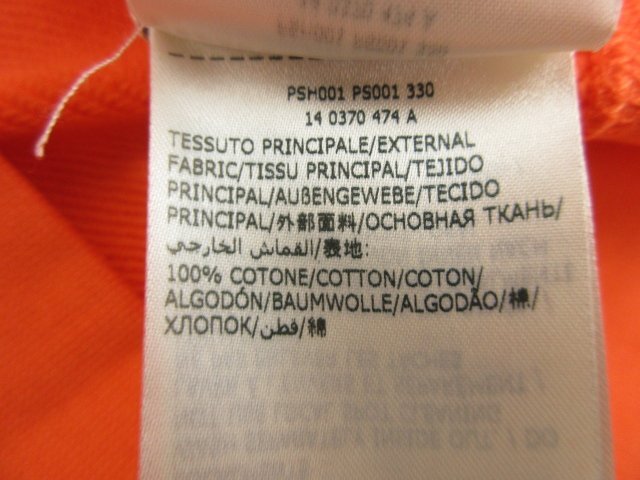 PSH001 PS001 330
14 0370 474 A
TESSUTO PRINCIPALE/EXTERNAL
FABRIC/TISSU PRINCIPAL/TEJIDO
PRINCIPAL/AUßENGEWEBE/TECIDO
PRINCIPAL/外部面料/ОСНОВНАЯ ТКАНЬ/
القماش الخارجي/表地:
100% COTONE/COTTON/COTON/
ALGODÓN/BAUMWOLLE/ALGODÃO/棉/
ХЛОПОК/قطن/綿